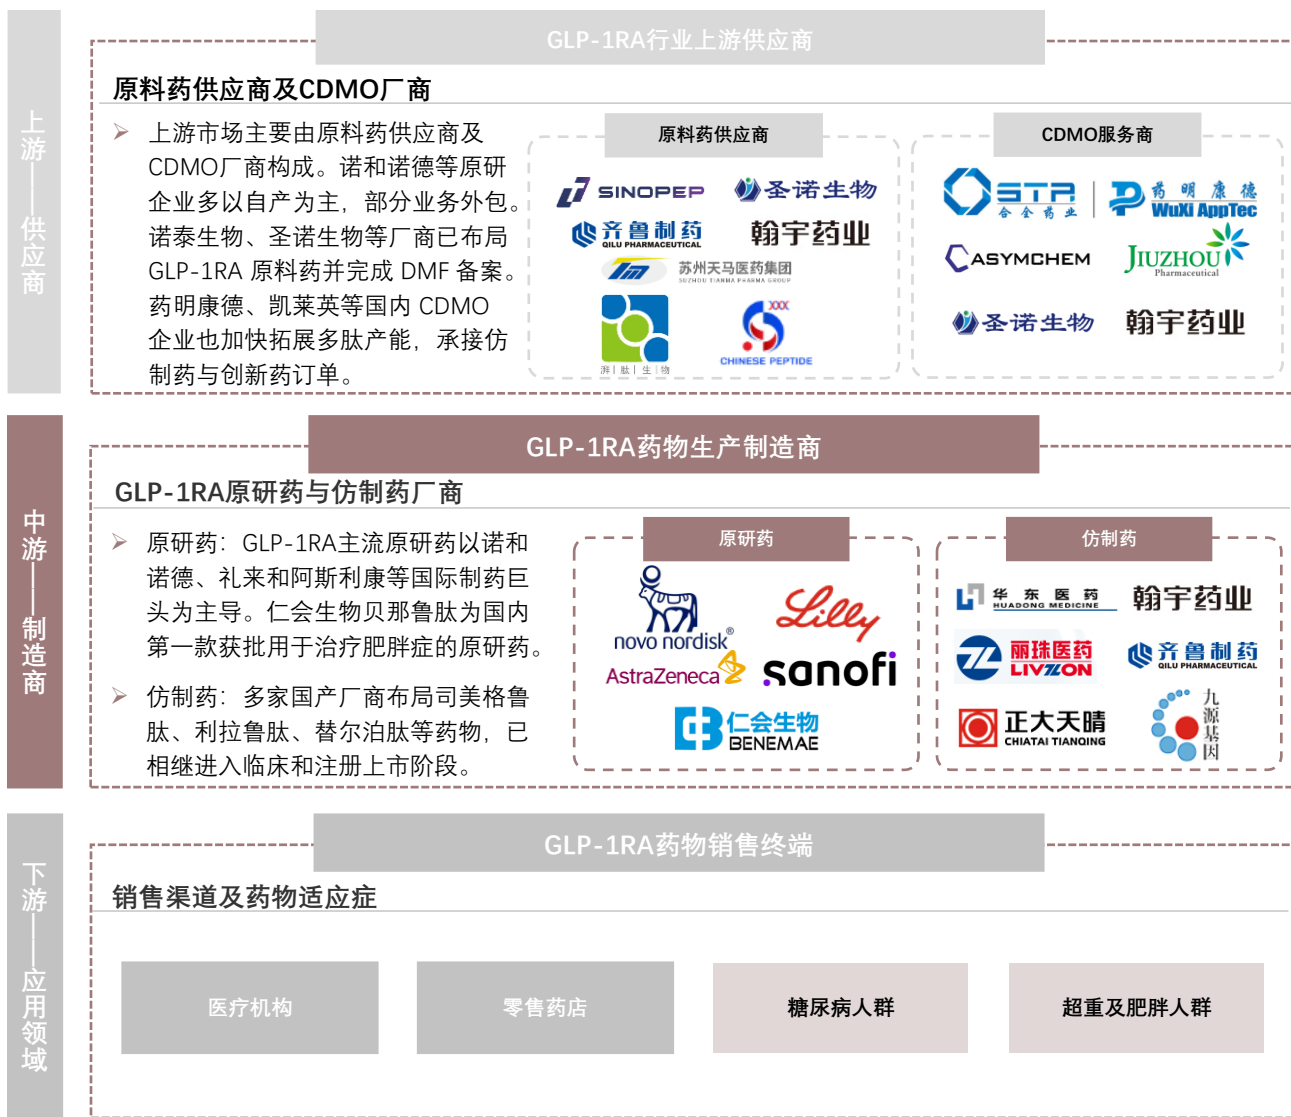 上游——供应商
GLP-1RA行业上游供应商
原料药供应商及CDMO厂商
➢ 上游市场主要由原料药供应商及
CDMO厂商构成。诺和诺德等原研
企业多以自产为主，部分业务外包。
诺泰生物、圣诺生物等厂商已布局
GLP-1RA 原料药并完成 DMF 备案。
药明康德、凯莱英等国内 CDMO
企业也加快拓展多肽产能，承接仿
制药与创新药订单。
原料药供应商
SINOPEP
圣诺生物
齐鲁制药
QILU PHARMACEUTICAL
翰宇药业
苏州天马医药集团
SUZHOU TIANMA PHARMA GROUP
湃肽生物
CHINESE PEPTIDE
CDMO服务商
STA
合全药业
药明康德
WuXi AppTec
ASYMCHEM
JIUZHOU
Pharmaceutical
圣诺生物
翰宇药业
中游——制造商
GLP-1RA药物生产制造商
GLP-1RA原研药与仿制药厂商
➢ 原研药：GLP-1RA主流原研药以诺和
诺德、礼来和阿斯利康等国际制药巨
头为主导。仁会生物贝那鲁肽为国内
第一款获批用于治疗肥胖症的原研药。
➢ 仿制药：多家国产厂商布局司美格鲁
肽、利拉鲁肽、替尔泊肽等药物，已
相继进入临床和注册上市阶段。
原研药
novo nordisk®
Lilly
AstraZeneca
sanofi
仁会生物
BENEMAE
仿制药
华东医药
HUADONG MEDICINE
翰宇药业
丽珠医药
LIVZON
齐鲁制药
QILU PHARMACEUTICAL
正大天晴
CHIATAI TIANQING
九源基因
下游——应用领域
GLP-1RA药物销售终端
销售渠道及药物适应症
医疗机构
零售药店
糖尿病人群
超重及肥胖人群